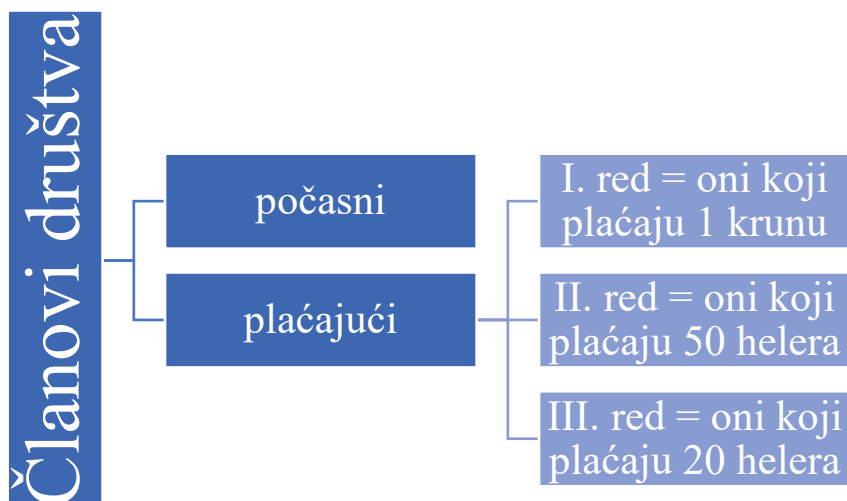 Članovi društva
počasni
plaćajući
I. red = oni koji
plaćaju 1 krunu
II. red = oni koji
plaćaju 50 helera
III. red = oni koji
plaćaju 20 helera